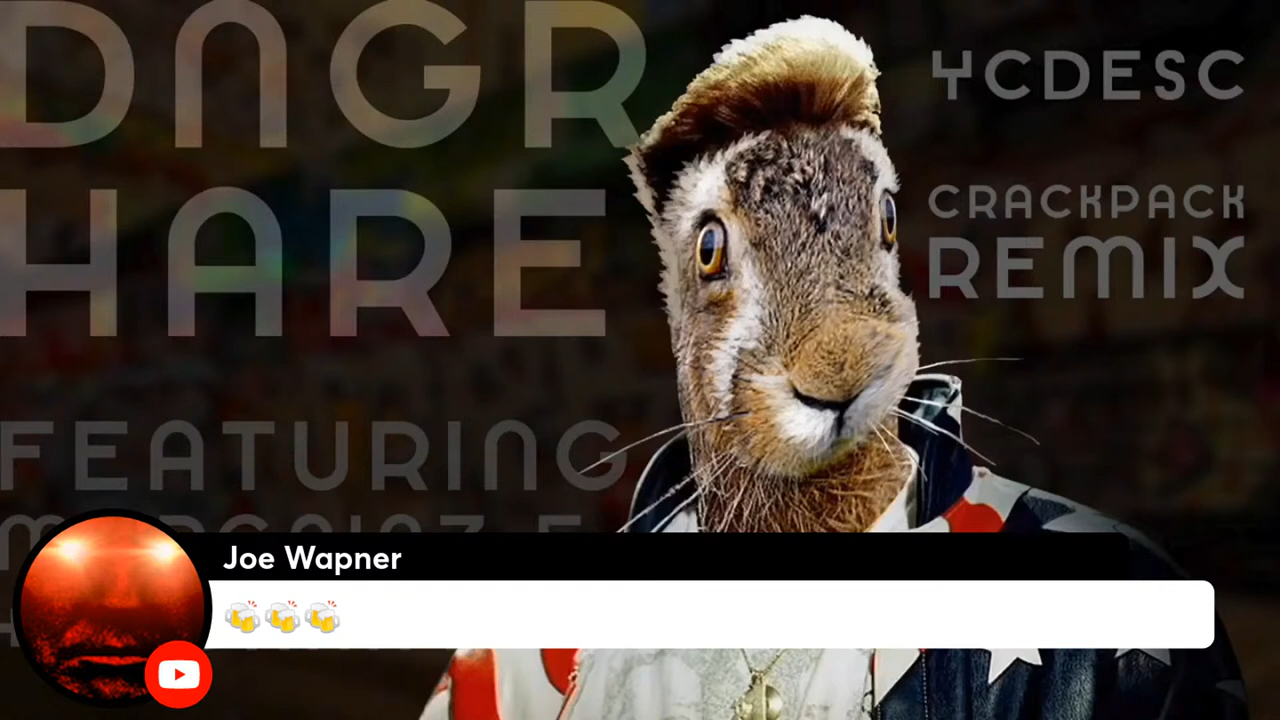 DNGR
HARE
YCDESC
CRACKPACK
REMIX
FEATURING
Joe Wapner
🍻🍻🍻